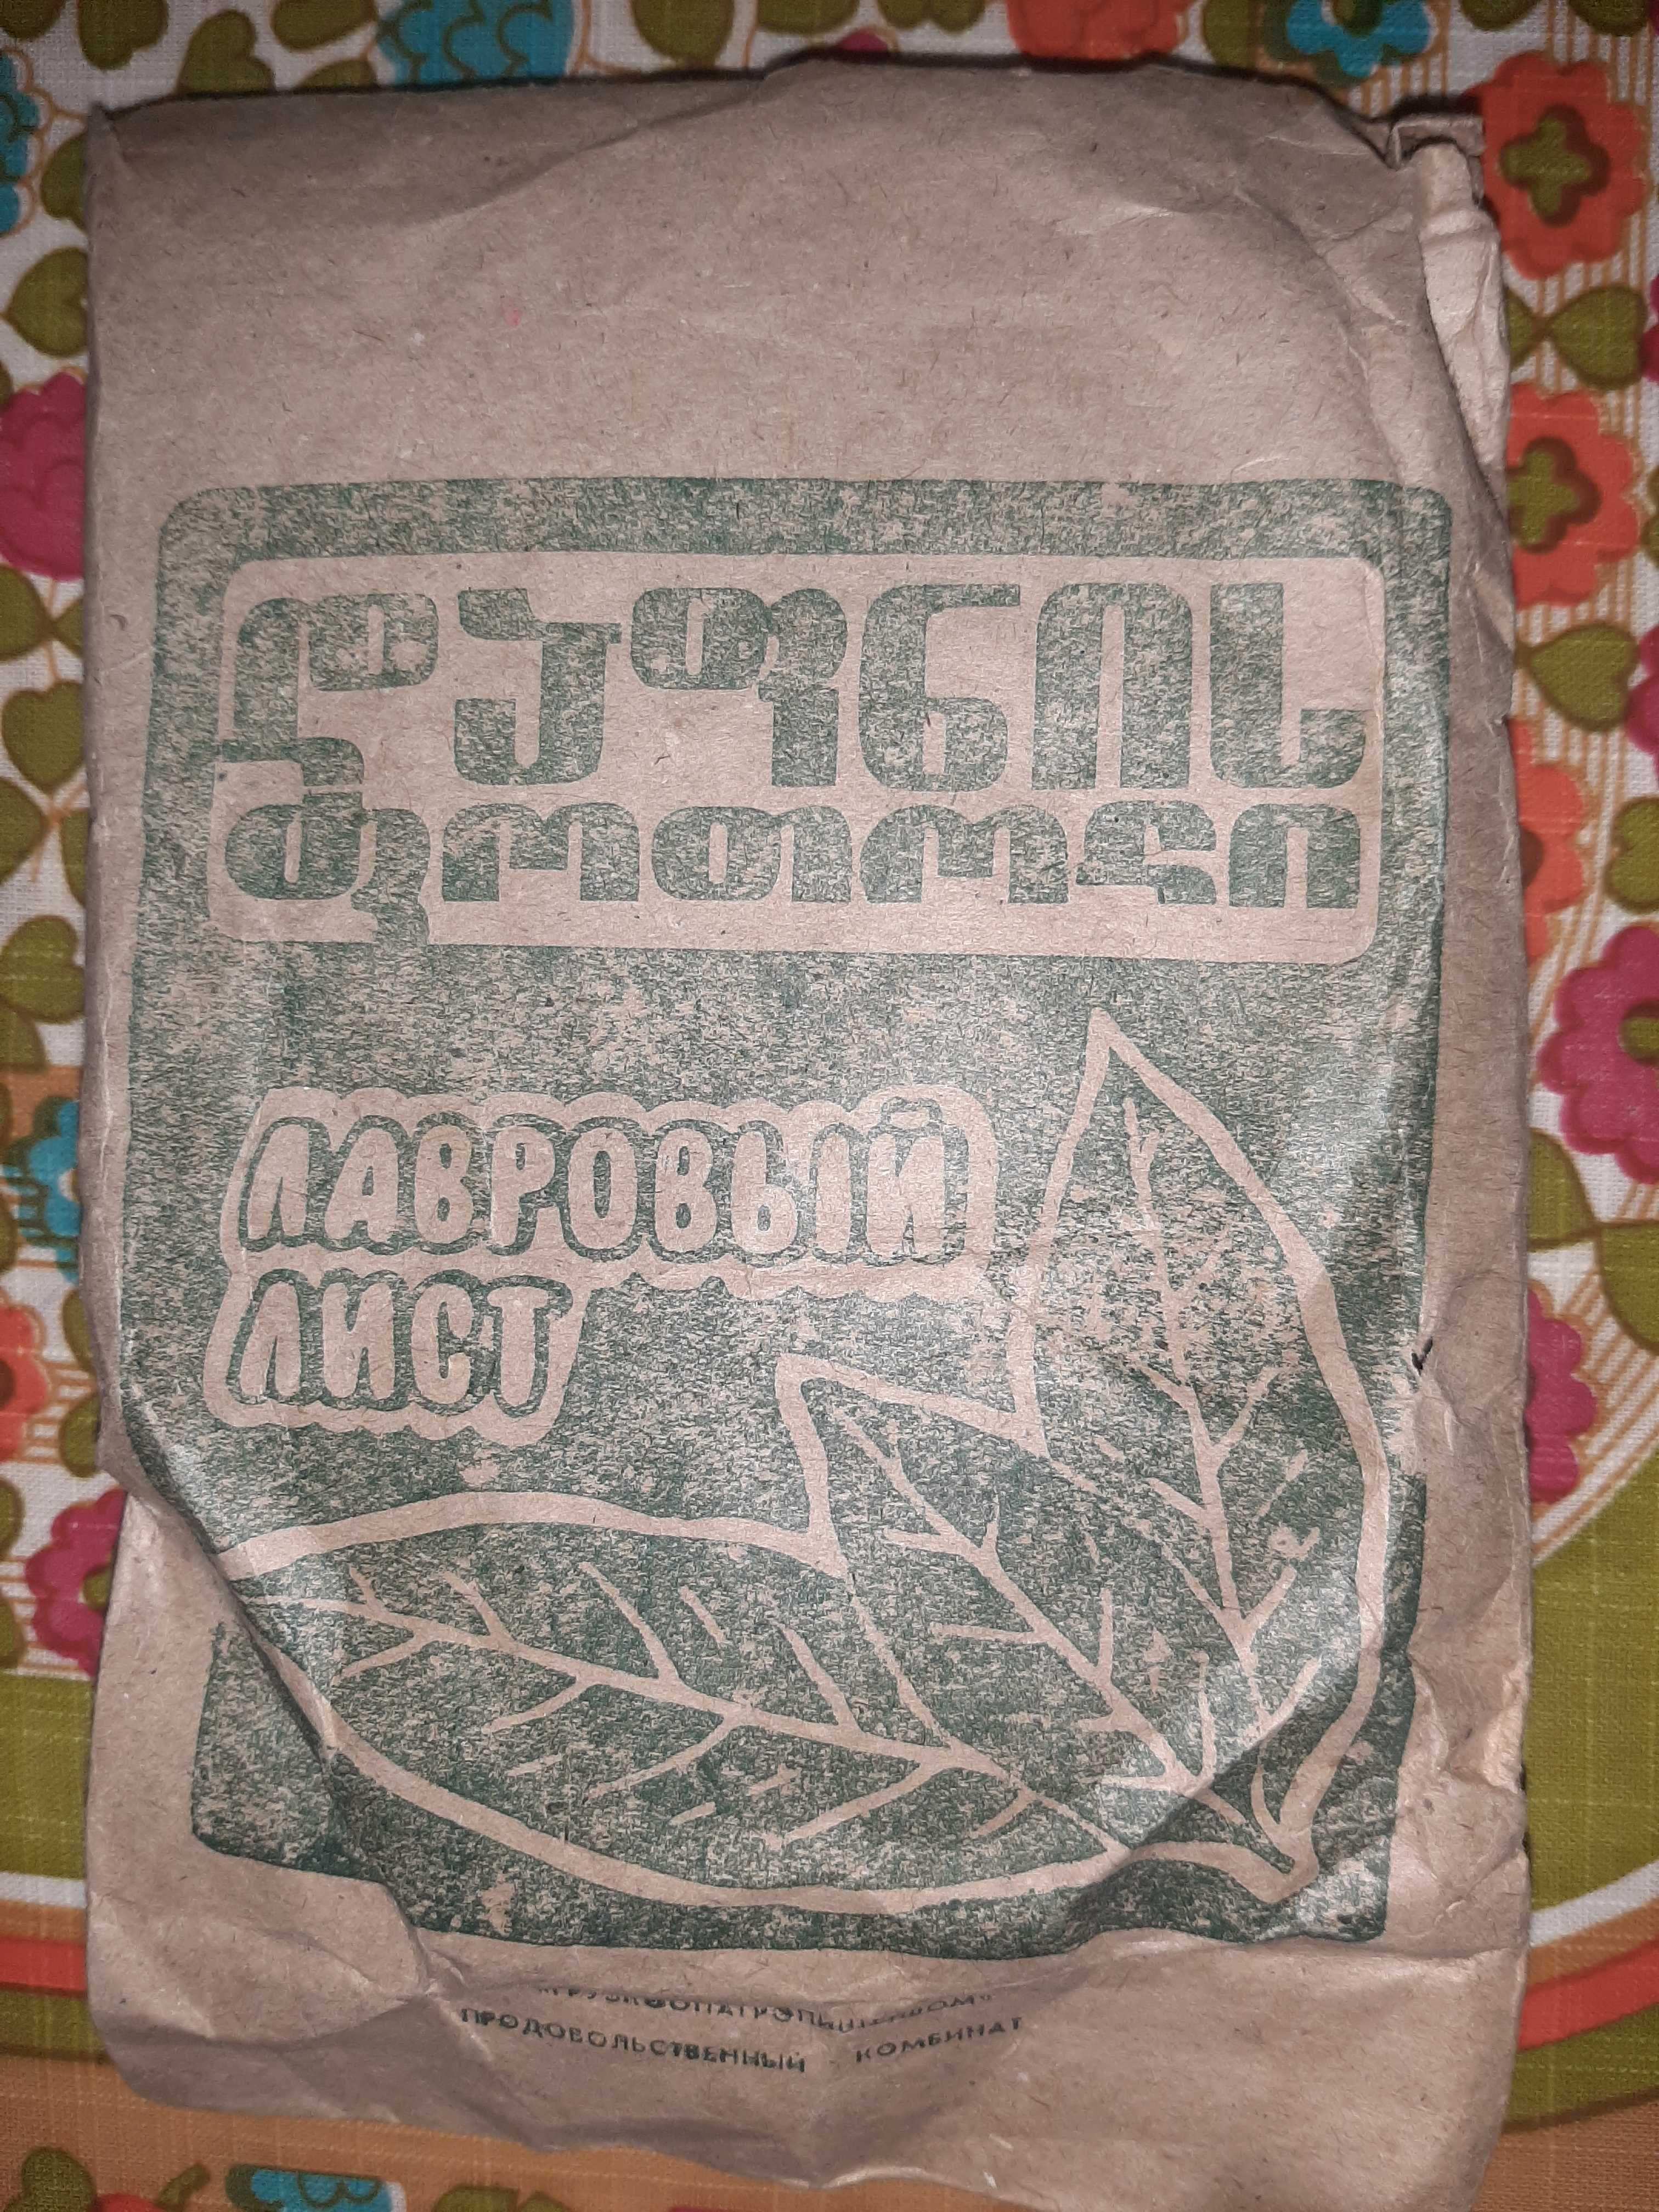 დაფნის
ფოთოლი
ЛАВРОВЫЙ
ЛИСТ
ПРОДОВОЛЬСТВЕННЫЙ КОМБИНАТ